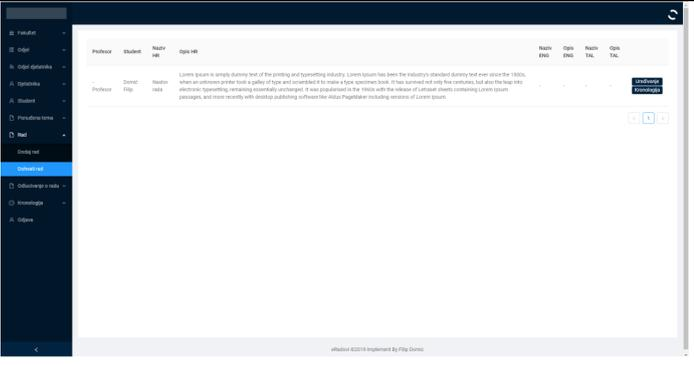 Fakultet
Odjel
Odjel djelatnika
Djelatnika
Student
Ponuđena tema
Rad
Dodaj rad
Dohvati rad
Odlucivanje o radu
Kronologija
Odjava
Profesor Student Naziv HR Opis HR Naziv ENG Opis ENG Naziv TAL Opis TAL
- Profesor Domić Filip Naslov rada
Lorem Ipsum is simply dummy text of the printing and typesetting industry. Lorem Ipsum has been the industry's standard dummy text ever since the 1500s,
when an unknown printer took a galley of type and scrambled it to make a type specimen book. It has survived not only five centuries, but also the leap into
electronic typesetting, remaining essentially unchanged. It was popularised in the 1960s with the release of Letraset sheets containing Lorem Ipsum
passages, and more recently with desktop publishing software like Aldus PageMaker including versions of Lorem Ipsum.
- - - -
Uređivanje
Kronologija
< 1 >
eRadovi ©2019 Implement By Filip Domić